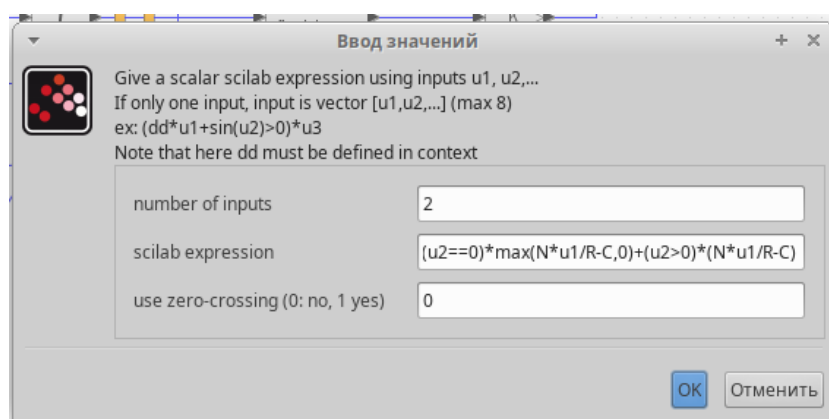 Ввод значений
Give a scalar scilab expression using inputs u1, u2,...
If only one input, input is vector [u1,u2,...] (max 8)
ex: (dd*u1+sin(u2)>0)*u3
Note that here dd must be defined in context
number of inputs 2
scilab expression (u2==0)*max(N*u1/R-C,0)+(u2>0)*(N*u1/R-C)
use zero-crossing (0: no, 1 yes) 0
OK Отменить